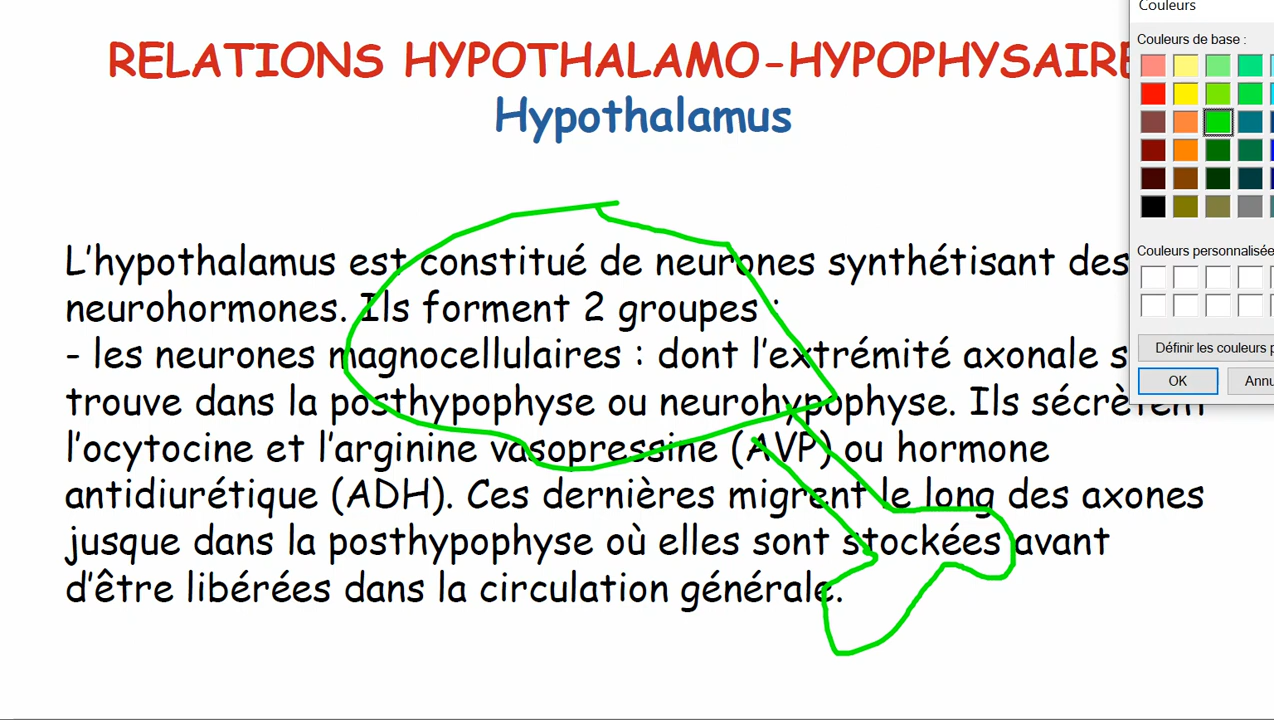 RELATIONS HYPOTHALAMO-HYPOPHYSAIRE
Hypothalamus
L'hypothalamus est constitué de neurones synthétisant des
neurohormones. Ils forment 2 groupes :
- les neurones magnocellulaires : dont l'extrémité axonale s
trouve dans la posthypophyse ou neurohypophyse. Ils sécrètent
l'ocytocine et l'arginine vasopressine (AVP) ou hormone
antidiurétique (ADH). Ces dernières migrent le long des axones
jusque dans la posthypophyse où elles sont stockées avant
d'être libérées dans la circulation générale.
Couleurs
Couleurs de base :
Couleurs personnalisée
Définir les couleurs p
OK
Annu